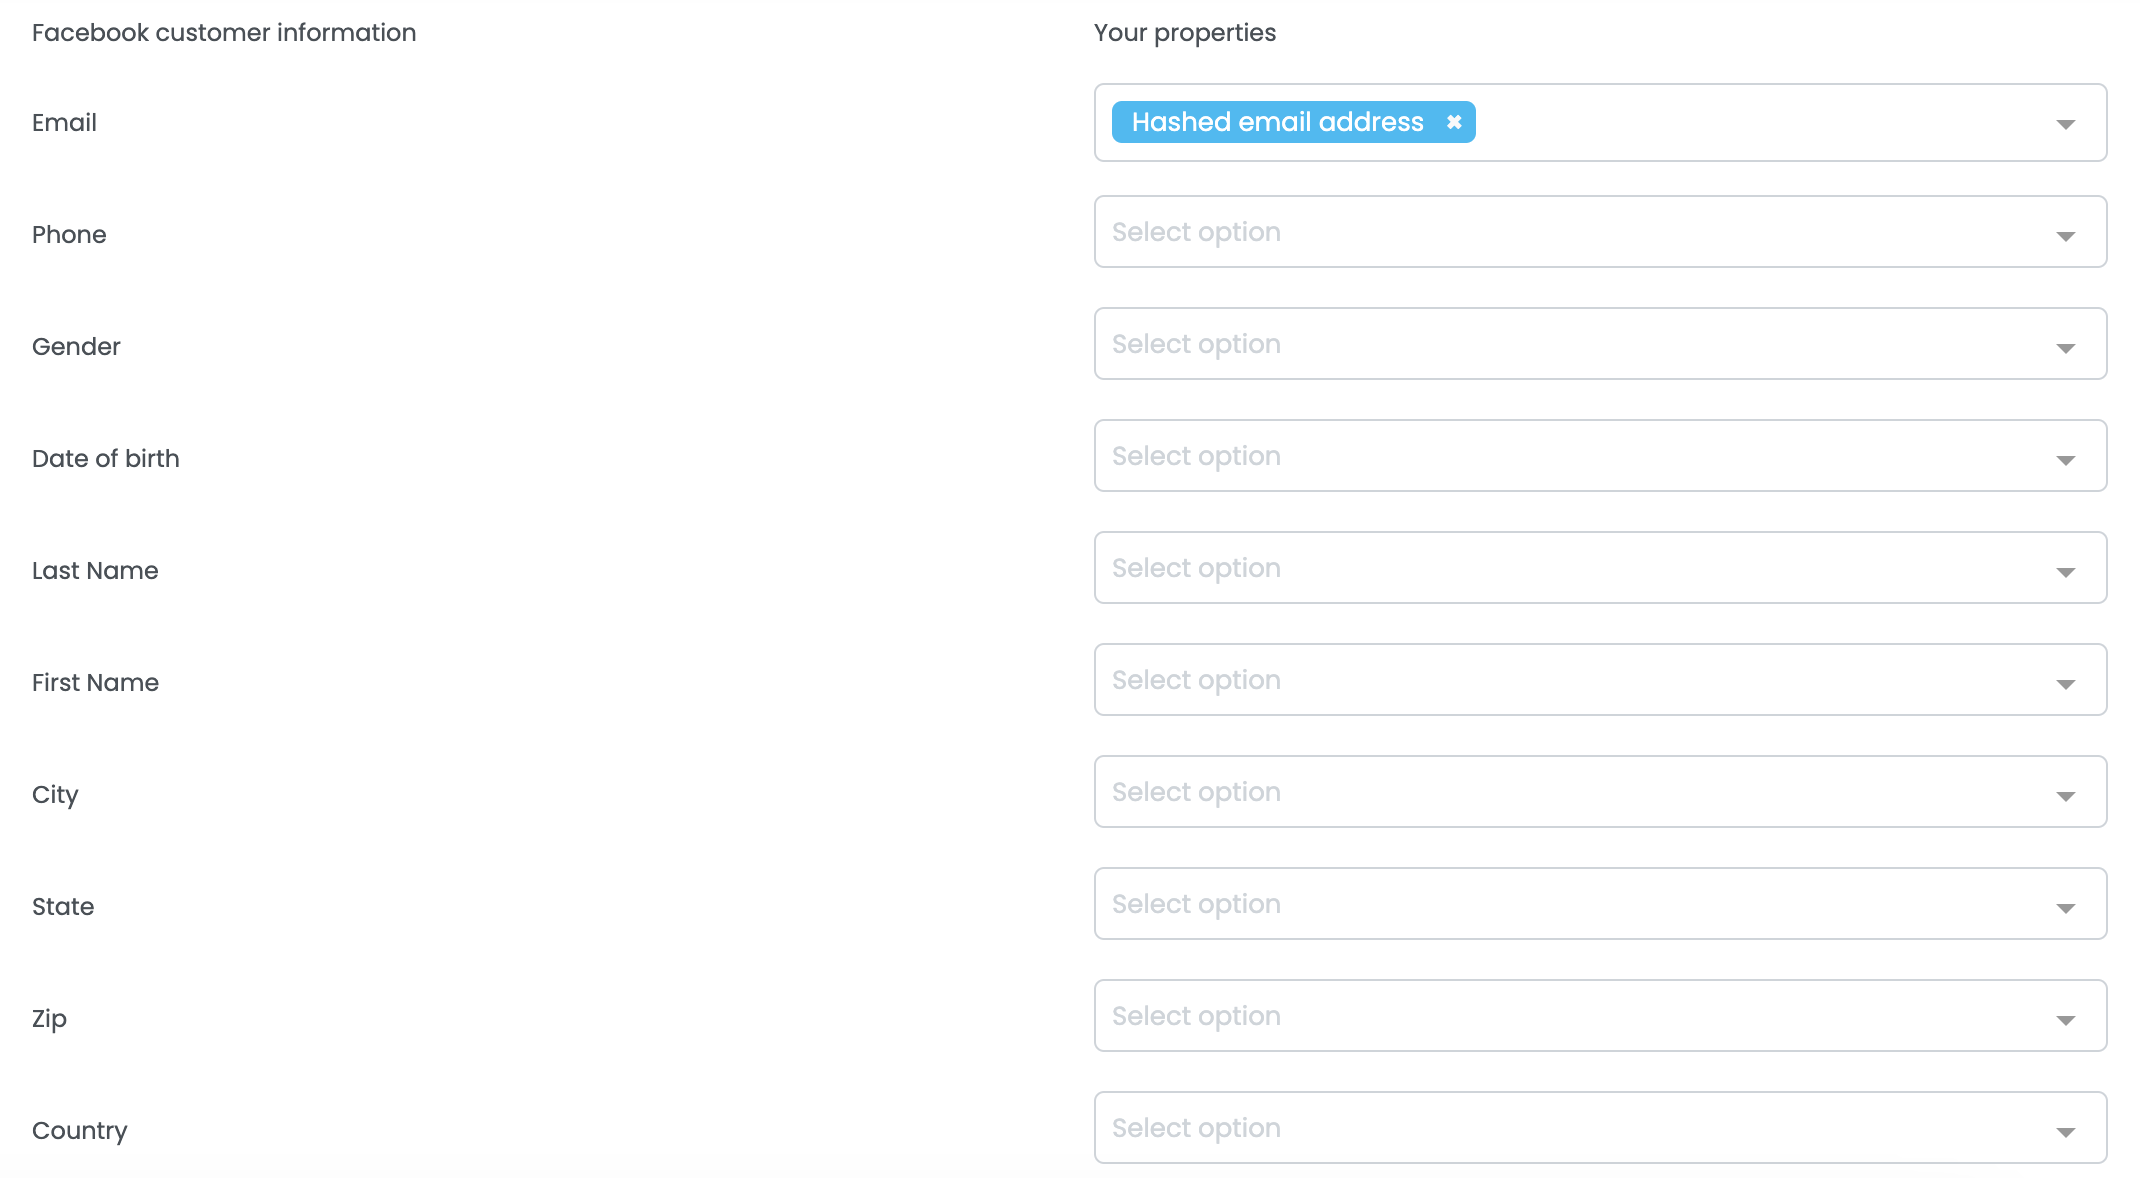 Facebook customer information Your properties
Email Hashed email address ✖
Phone Select option
Gender Select option
Date of birth Select option
Last Name Select option
First Name Select option
City Select option
State Select option
Zip Select option
Country Select option